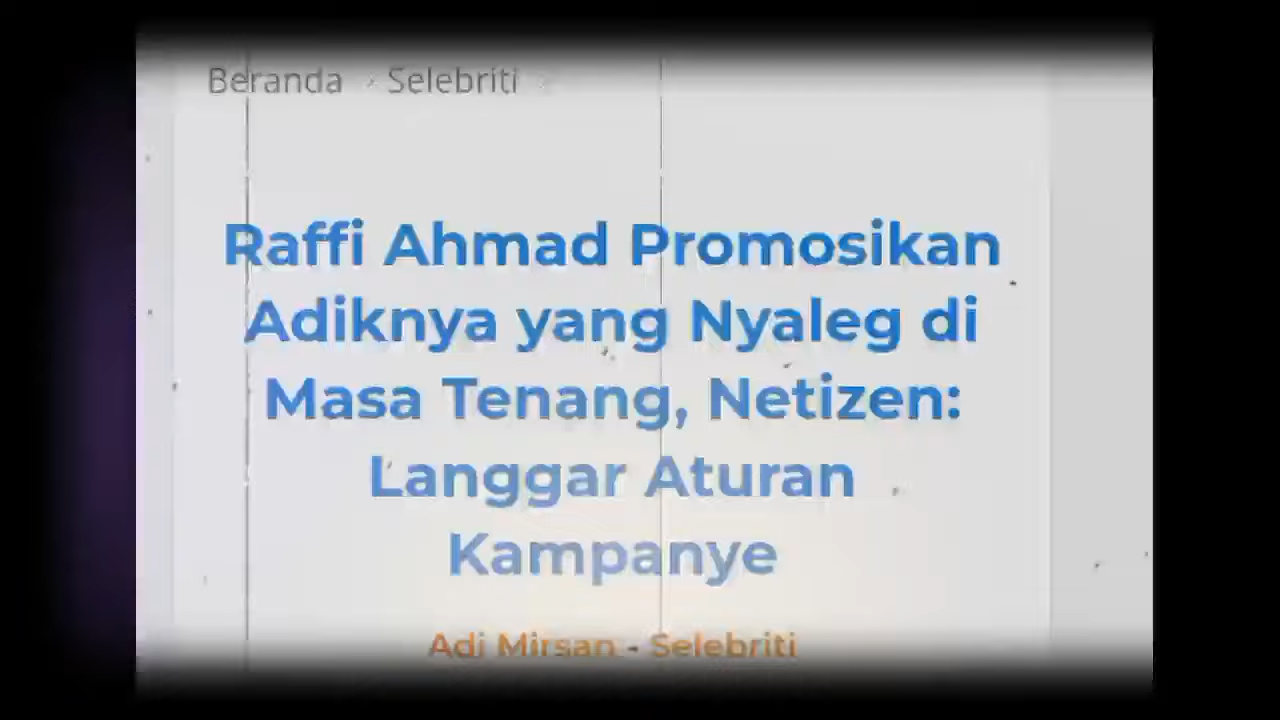 Beranda > Selebriti >
Raffi Ahmad Promosikan
Adiknya yang Nyaleg di
Masa Tenang, Netizen:
Langgar Aturan
Kampanye
Adi Mirsan - Selebriti